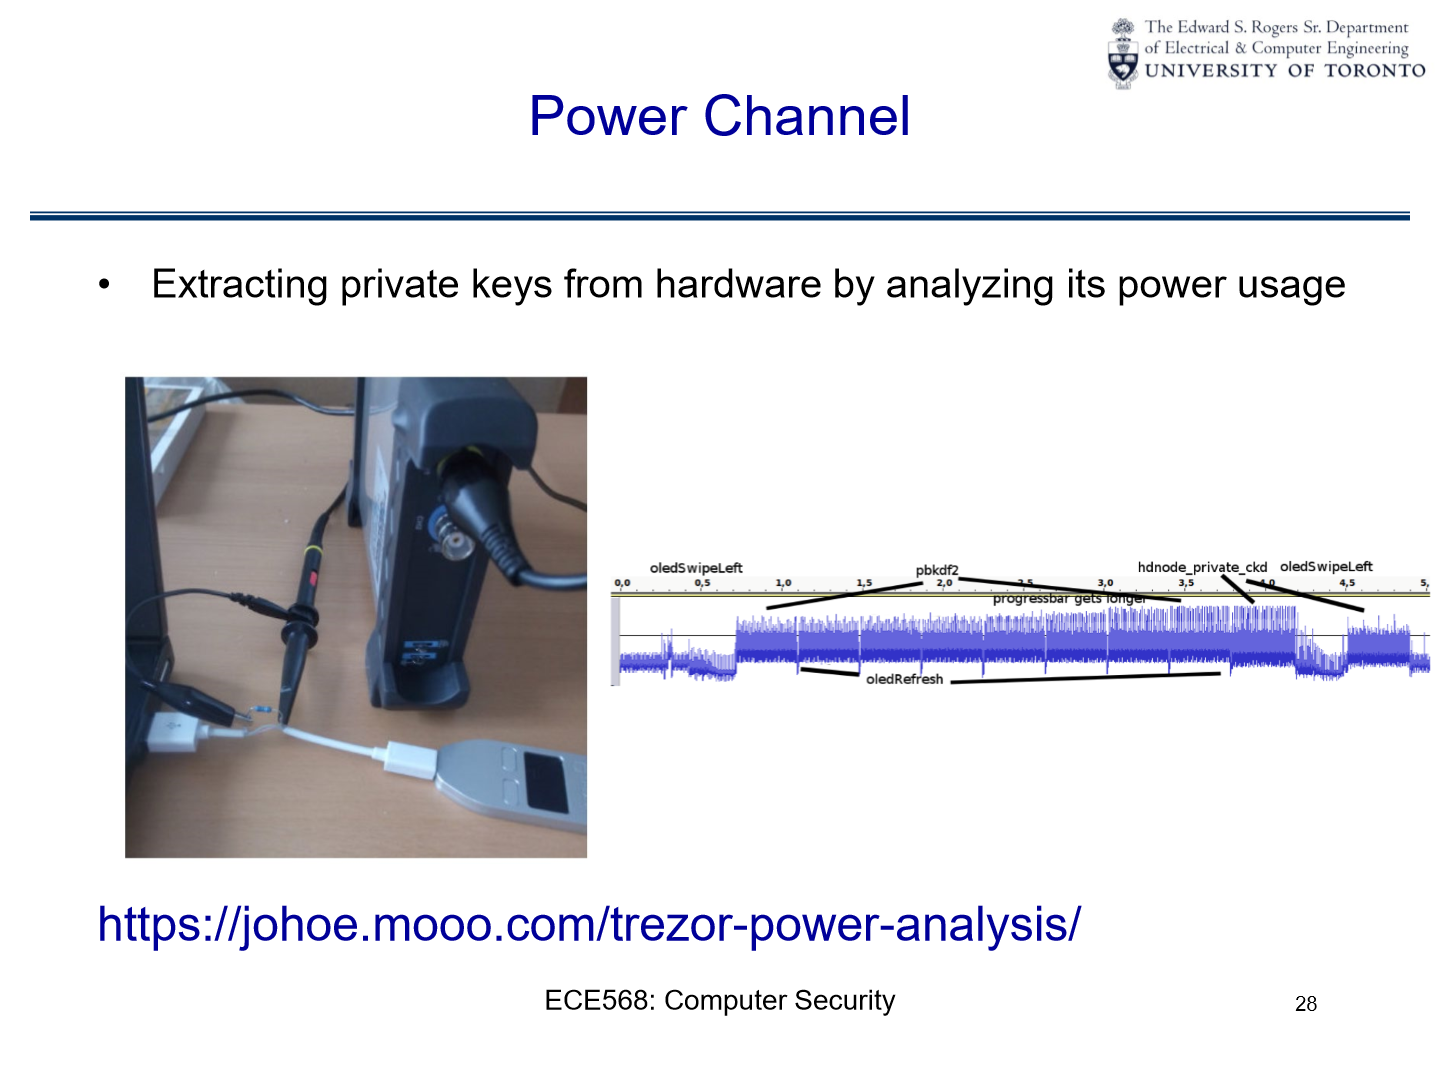 The Edward S. Rogers Sr. Department
of Electrical & Computer Engineering
UNIVERSITY OF TORONTO
Power Channel
• Extracting private keys from hardware by analyzing its power usage
oledSwipeLeft pbkdf2 hdnode_private_ckd oledSwipeLeft
0,0 0,5 1,0 1,5 2,0 2,5 3,0 3,5 4,0 4,5 5,
progressbar gets longer
oledRefresh
https://johoe.mooo.com/trezor-power-analysis/
ECE568: Computer Security
28